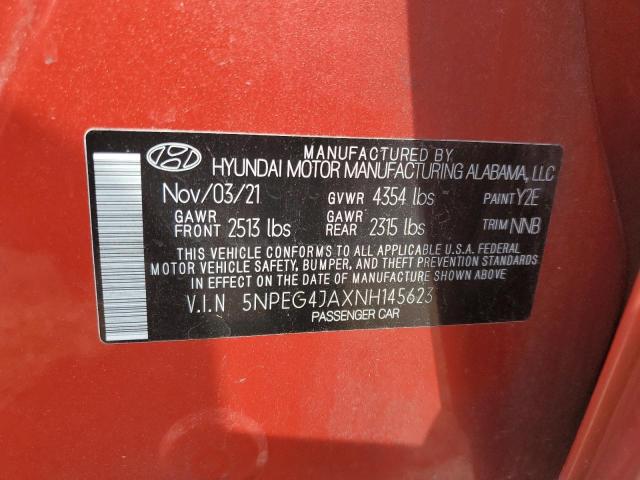 MANUFACTURED BY
HYUNDAI MOTOR MANUFACTURING ALABAMA, LLC
Nov/03/21 GVWR 4354 lbs PAINT Y2E
GAWR FRONT 2513 lbs GAWR REAR 2315 lbs TRIM NNB
THIS VEHICLE CONFORMS TO ALL APPLICABLE U.S.A. FEDERAL
MOTOR VEHICLE SAFETY, BUMPER, AND THEFT PREVENTION STANDARDS
IN EFFECT ON THE DATE OF MANUFACTURE SHOWN ABOVE
V.I.N 5NPEG4JAXNH145623
PASSENGER CAR